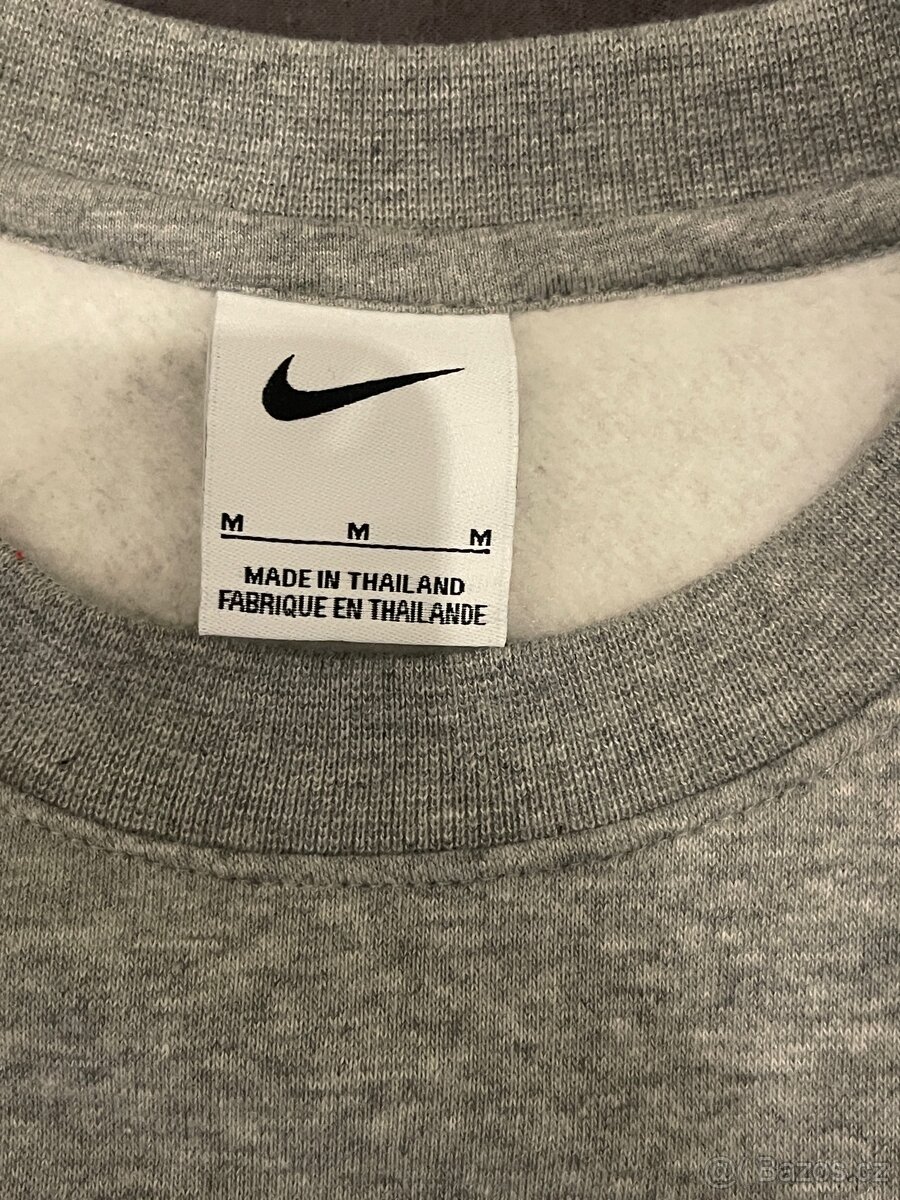 M M M
MADE IN THAILAND
FABRIQUE EN THAILANDE
@ Bazos.cz